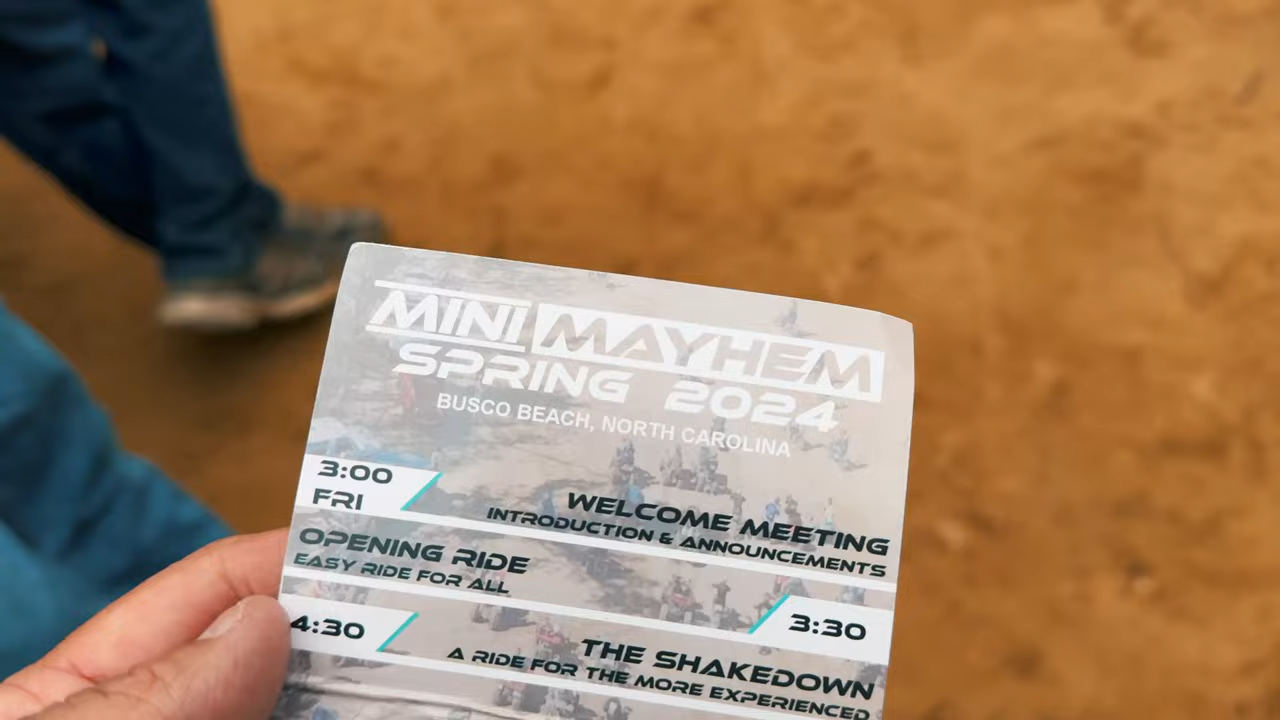 MINI MAYHEM
SPRING 2024
BUSCO BEACH, NORTH CAROLINA
3:00
FRI
WELCOME MEETING
INTRODUCTION & ANNOUNCEMENTS
OPENING RIDE
EASY RIDE FOR ALL
3:30
4:30
THE SHAKEDOWN
A RIDE FOR THE MORE EXPERIENCED